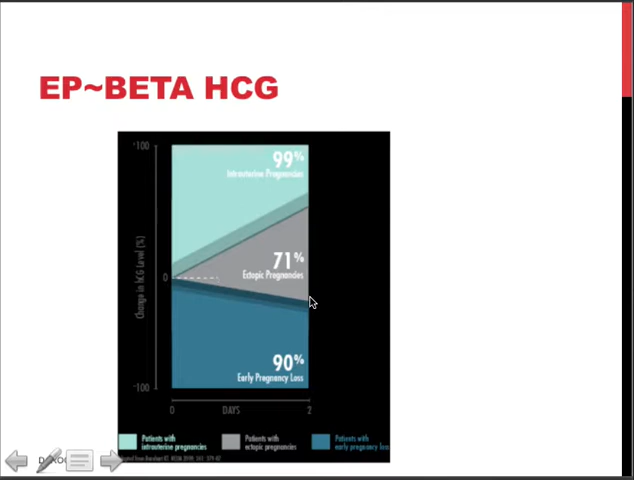 EP~BETA HCG
+100
99%
Intrauterine Pregnancies
Change in hCG Level (%)
71%
Ectopic Pregnancies
0
90%
Early Pregnancy Loss
-100
0 DAYS 2
Patients with
intrauterine pregnancies
Patients with
ectopic pregnancies
Patients with
early pregnancy loss